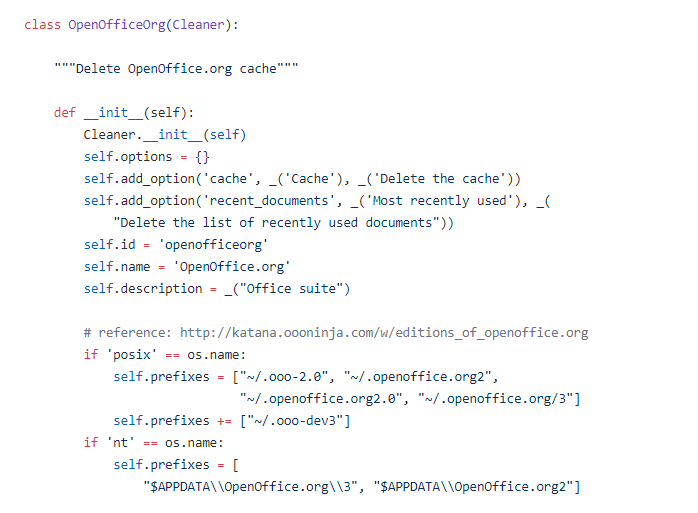 class OpenOfficeOrg(Cleaner):
"""Delete OpenOffice.org cache"""
def __init__(self):
Cleaner.__init__(self)
self.options = {}
self.add_option('cache', _('Cache'), _('Delete the cache'))
self.add_option('recent_documents', _('Most recently used'), _(
"Delete the list of recently used documents"))
self.id = 'openofficeorg'
self.name = 'OpenOffice.org'
self.description = _("Office suite")
# reference: http://katana.oooninja.com/w/editions_of_openoffice.org
if 'posix' == os.name:
self.prefixes = ["~/.ooo-2.0", "~/.openoffice.org2",
"~/.openoffice.org2.0", "~/.openoffice.org/3"]
self.prefixes += ["~/.ooo-dev3"]
if 'nt' == os.name:
self.prefixes = [
"$APPDATA\\OpenOffice.org\\3", "$APPDATA\\OpenOffice.org2"]